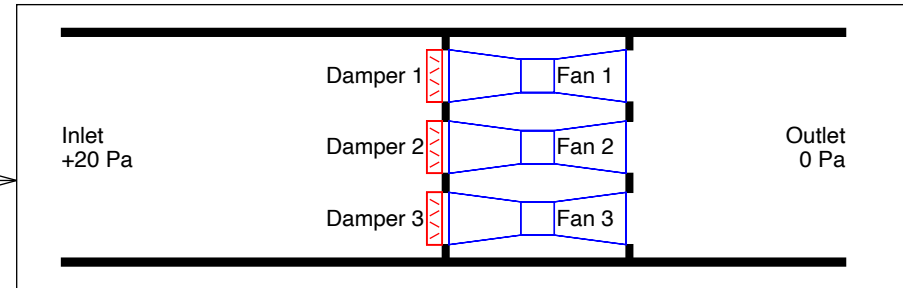 Damper 1
Fan 1
Inlet
+20 Pa
Damper 2
Fan 2
Outlet
0 Pa
Damper 3
Fan 3